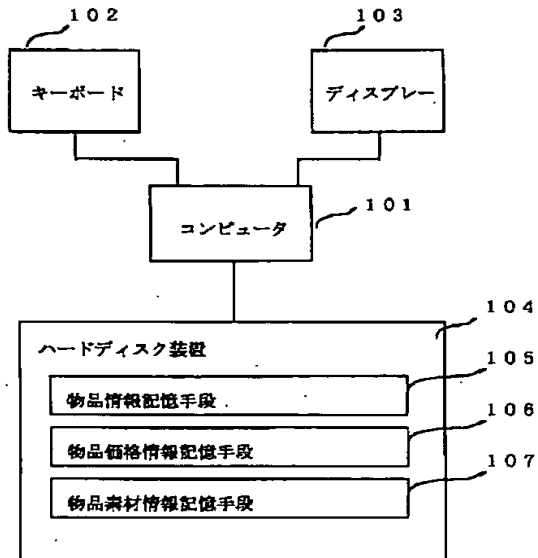 １０２
１０３
キーボード
ディスプレー
１０１
コンピュータ
１０４
ハードディスク装置
１０５
物品情報記憶手段
１０６
物品価格情報記憶手段
１０７
物品素材情報記憶手段